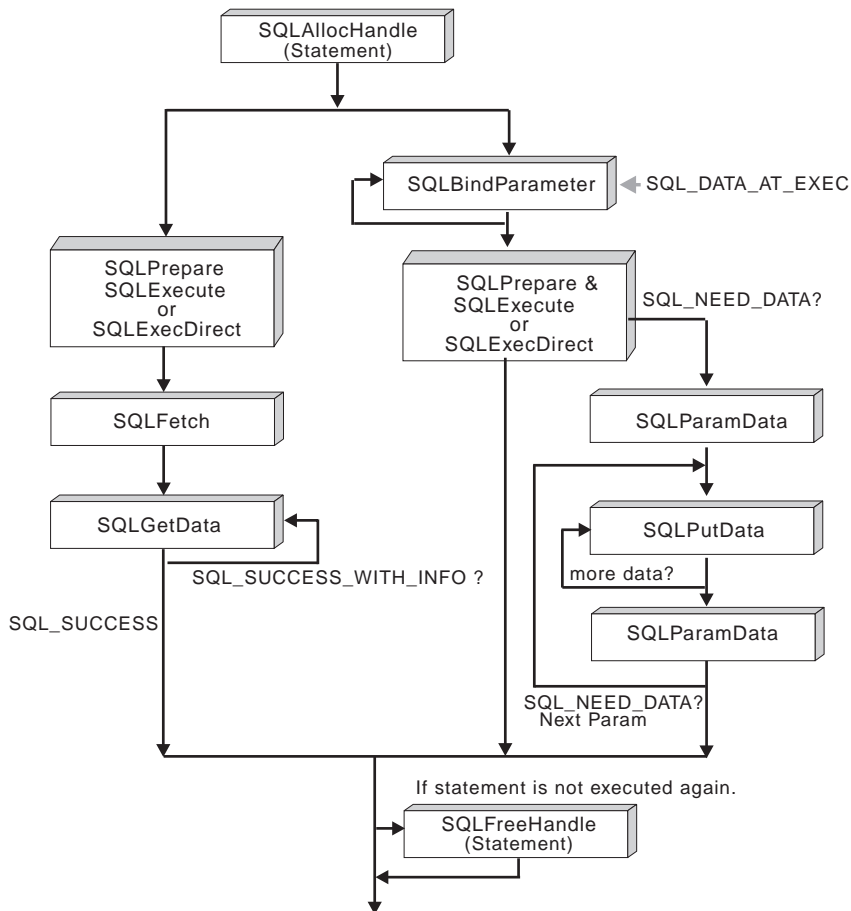 SQLAllocHandle
(Statement)
SQLBindParameter
SQL_DATA_AT_EXEC
SQLPrepare
SQLExecute
or
SQLExecDirect
SQLPrepare &
SQLExecute
or
SQLExecDirect
SQL_NEED_DATA?
SQLFetch
SQLParamData
SQLGetData
SQLPutData
SQL_SUCCESS_WITH_INFO ?
more data?
SQL_SUCCESS
SQLParamData
SQL_NEED_DATA?
Next Param
If statement is not executed again.
SQLFreeHandle
(Statement)